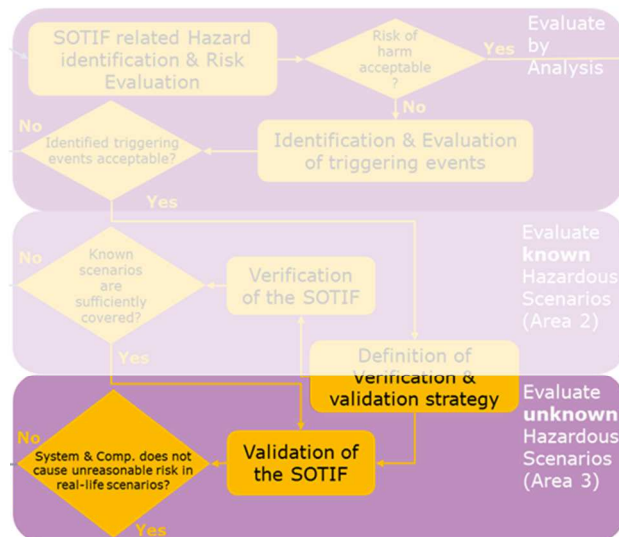 SOTIF related Hazard
identification & Risk
Evaluation
Risk of
harm
acceptable
?
Yes
Evaluate
by
Analysis
No
No
Identified triggering
events acceptable?
Identification & Evaluation
of triggering events
Yes
No
Known
scenarios
are
sufficiently
covered?
Verification
of the SOTIF
Evaluate
known
Hazardous
Scenarios
(Area 2)
Yes
Definition of
Verification &
validation strategy
No
System & Comp. does not
cause unreasonable risk in
real-life scenarios?
Validation of
the SOTIF
Evaluate
unknown
Hazardous
Scenarios
(Area 3)
Yes